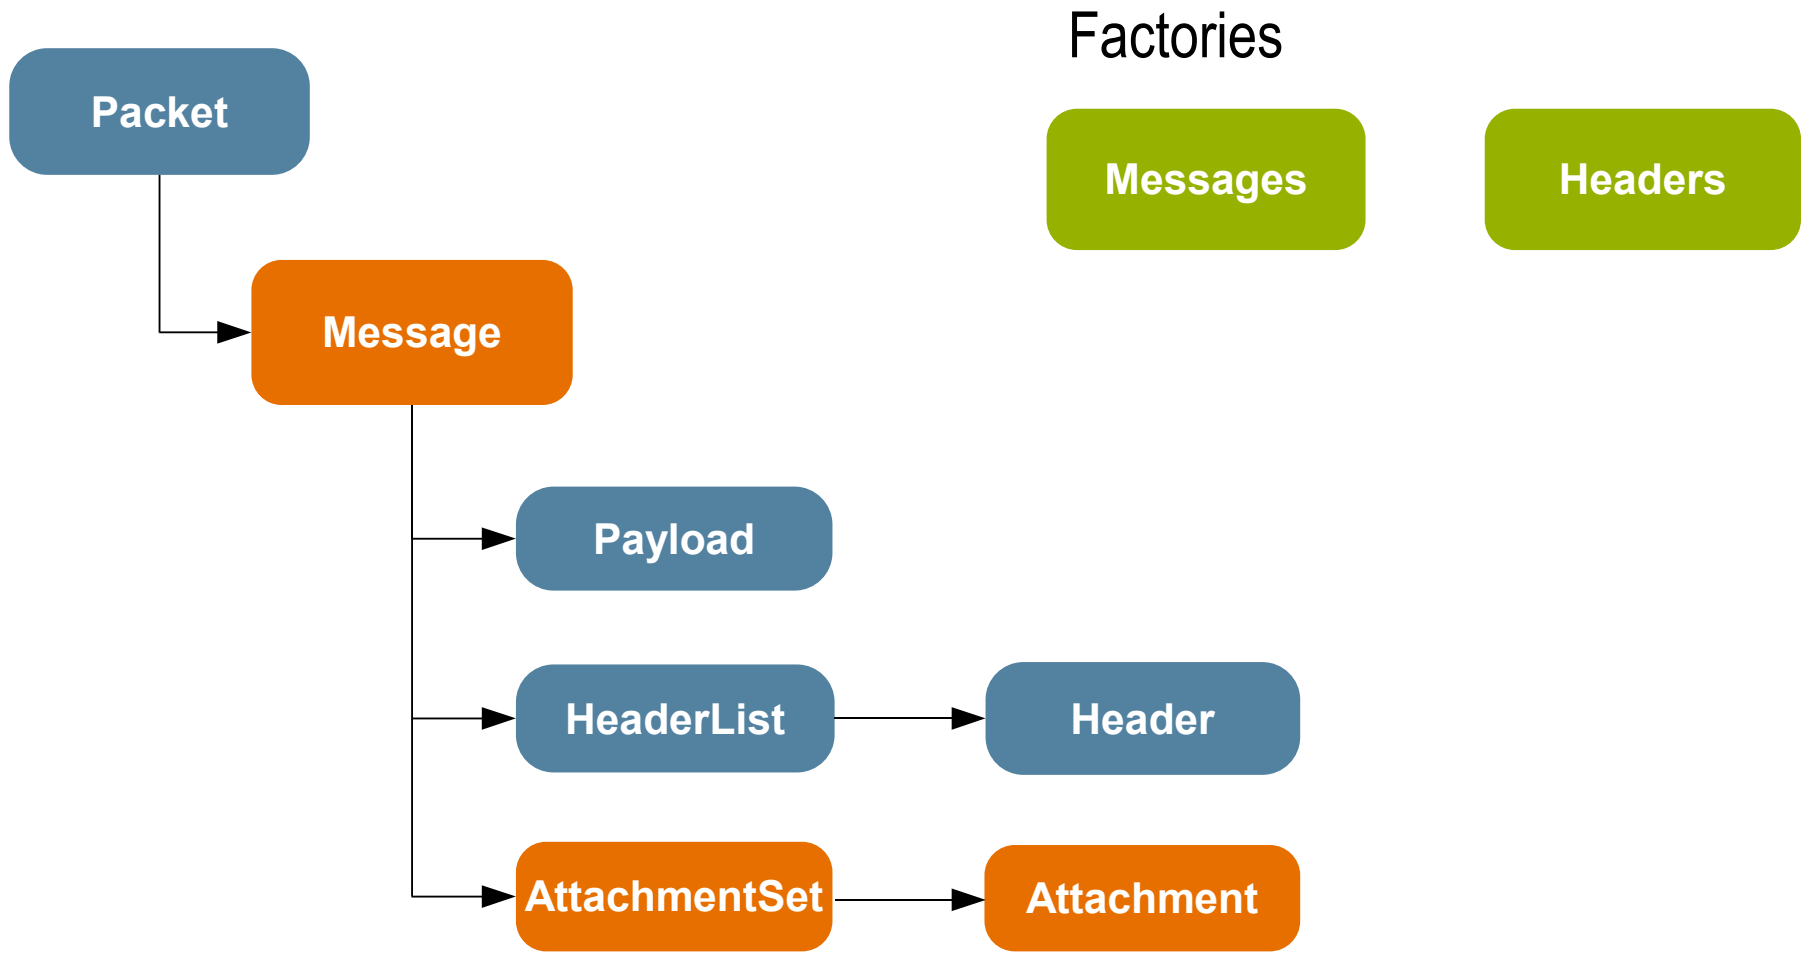 Factories
Packet
Messages
Headers
Message
Payload
HeaderList
Header
AttachmentSet
Attachment